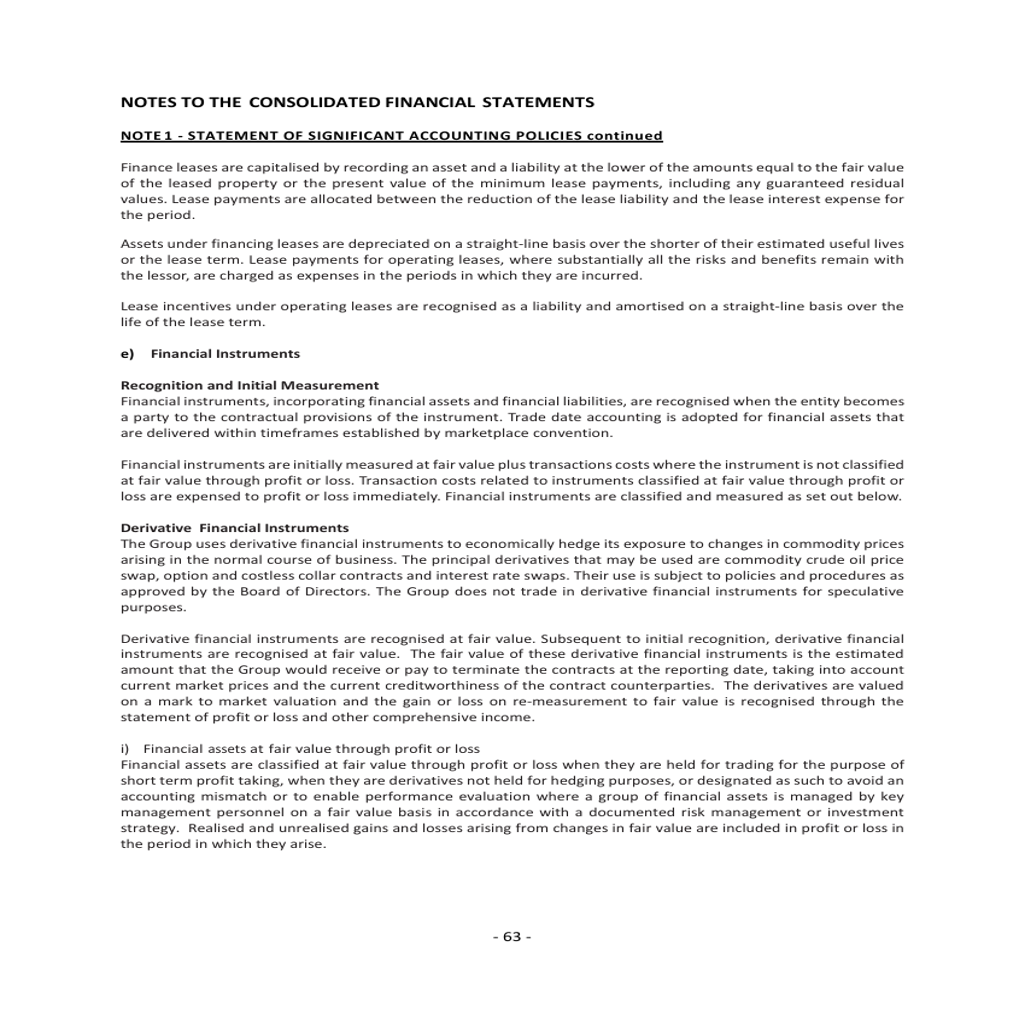 NOTES TO THE CONSOLIDATED FINANCIAL STATEMENTS
NOTE 1 - STATEMENT OF SIGNIFICANT ACCOUNTING POLICIES continued
Finance leases are capitalised by recording an asset and a liability at the lower of the amounts equal to the fair value
of the leased property or the present value of the minimum lease payments, including any guaranteed residual
values. Lease payments are allocated between the reduction of the lease liability and the lease interest expense for
the period.
Assets under financing leases are depreciated on a straight-line basis over the shorter of their estimated useful lives
or the lease term. Lease payments for operating leases, where substantially all the risks and benefits remain with
the lessor, are charged as expenses in the periods in which they are incurred.
Lease incentives under operating leases are recognised as a liability and amortised on a straight-line basis over the
life of the lease term.
e) Financial Instruments
Recognition and Initial Measurement
Financial instruments, incorporating financial assets and financial liabilities, are recognised when the entity becomes
a party to the contractual provisions of the instrument. Trade date accounting is adopted for financial assets that
are delivered within timeframes established by marketplace convention.
Financial instruments are initially measured at fair value plus transactions costs where the instrument is not classified
at fair value through profit or loss. Transaction costs related to instruments classified at fair value through profit or
loss are expensed to profit or loss immediately. Financial instruments are classified and measured as set out below.
Derivative Financial Instruments
The Group uses derivative financial instruments to economically hedge its exposure to changes in commodity prices
arising in the normal course of business. The principal derivatives that may be used are commodity crude oil price
swap, option and costless collar contracts and interest rate swaps. Their use is subject to policies and procedures as
approved by the Board of Directors. The Group does not trade in derivative financial instruments for speculative
purposes.
Derivative financial instruments are recognised at fair value. Subsequent to initial recognition, derivative financial
instruments are recognised at fair value. The fair value of these derivative financial instruments is the estimated
amount that the Group would receive or pay to terminate the contracts at the reporting date, taking into account
current market prices and the current creditworthiness of the contract counterparties. The derivatives are valued
on a mark to market valuation and the gain or loss on re-measurement to fair value is recognised through the
statement of profit or loss and other comprehensive income.
i) Financial assets at fair value through profit or loss
Financial assets are classified at fair value through profit or loss when they are held for trading for the purpose of
short term profit taking, when they are derivatives not held for hedging purposes, or designated as such to avoid an
accounting mismatch or to enable performance evaluation where a group of financial assets is managed by key
management personnel on a fair value basis in accordance with a documented risk management or investment
strategy. Realised and unrealised gains and losses arising from changes in fair value are included in profit or loss in
the period in which they arise.
- 63 -